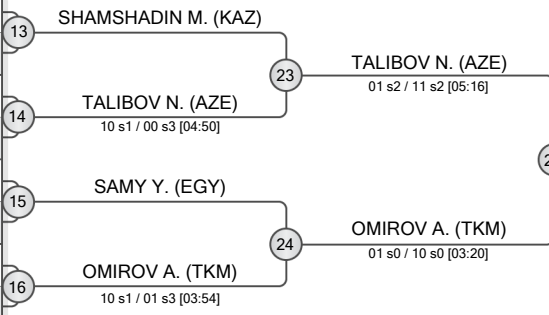 13
SHAMSHADIN M. (KAZ)
23
TALIBOV N. (AZE)
01 s2 / 11 s2 [05:16]
14
TALIBOV N. (AZE)
10 s1 / 00 s3 [04:50]
15
SAMY Y. (EGY)
24
OMIROV A. (TKM)
01 s0 / 10 s0 [03:20]
16
OMIROV A. (TKM)
10 s1 / 01 s3 [03:54]